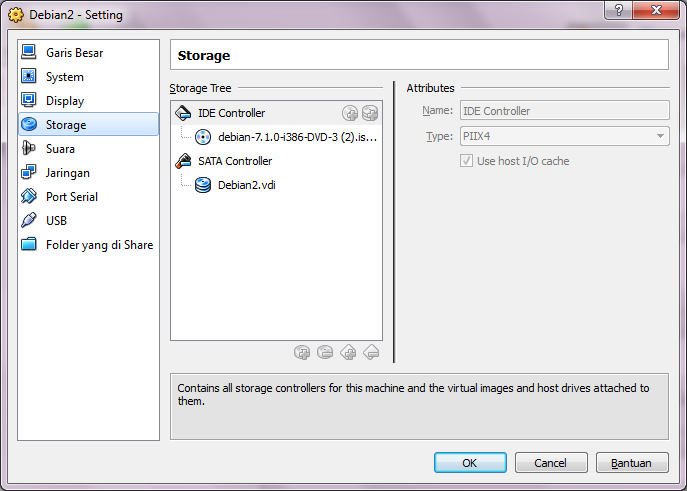 Debian2 - Setting
Garis Besar
System
Display
Storage
Suara
Jaringan
Port Serial
USB
Folder yang di Share
Storage
Storage Tree
IDE Controller
debian-7.1.0-i386-DVD-3 (2).is...
SATA Controller
Debian2.vdi
Attributes
Name: IDE Controller
Type: PIIX4
Use host I/O cache
Contains all storage controllers for this machine and the virtual images and host drives attached to
them.
OK
Cancel
Bantuan